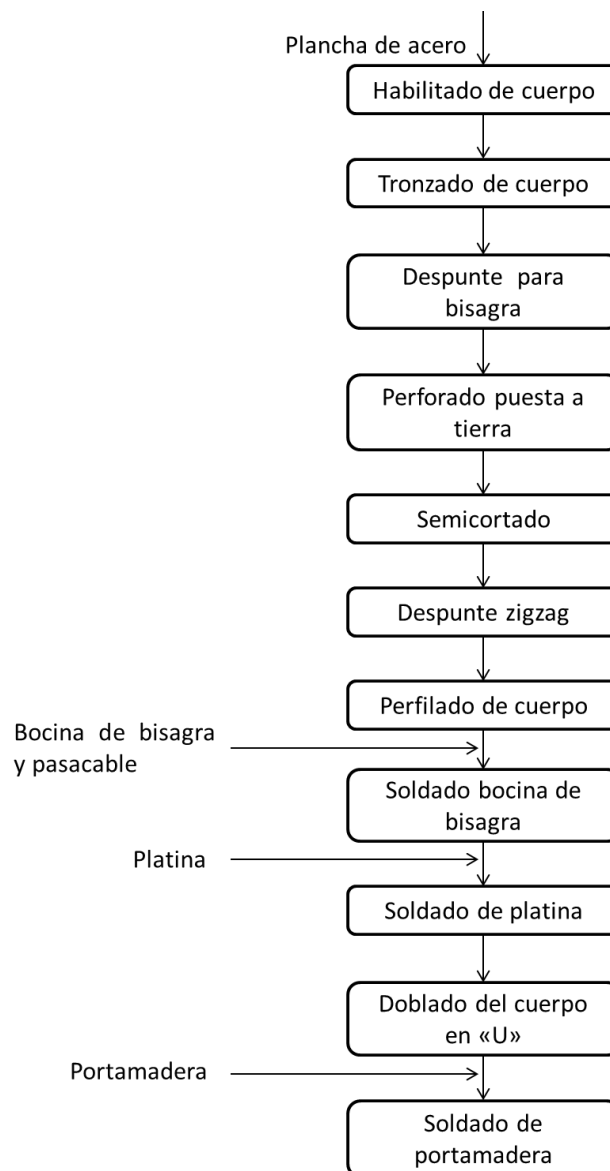 Plancha de acero
Habilitado de cuerpo
Tronzado de cuerpo
Despunte para
bisagra
Perforado puesta a
tierra
Semicortado
Despunte zigzag
Perfilado de cuerpo
Bocina de bisagra
y pasacable
Soldado bocina de
bisagra
Platina
Soldado de platina
Doblado del cuerpo
en «U»
Portamadera
Soldado de
portamadera